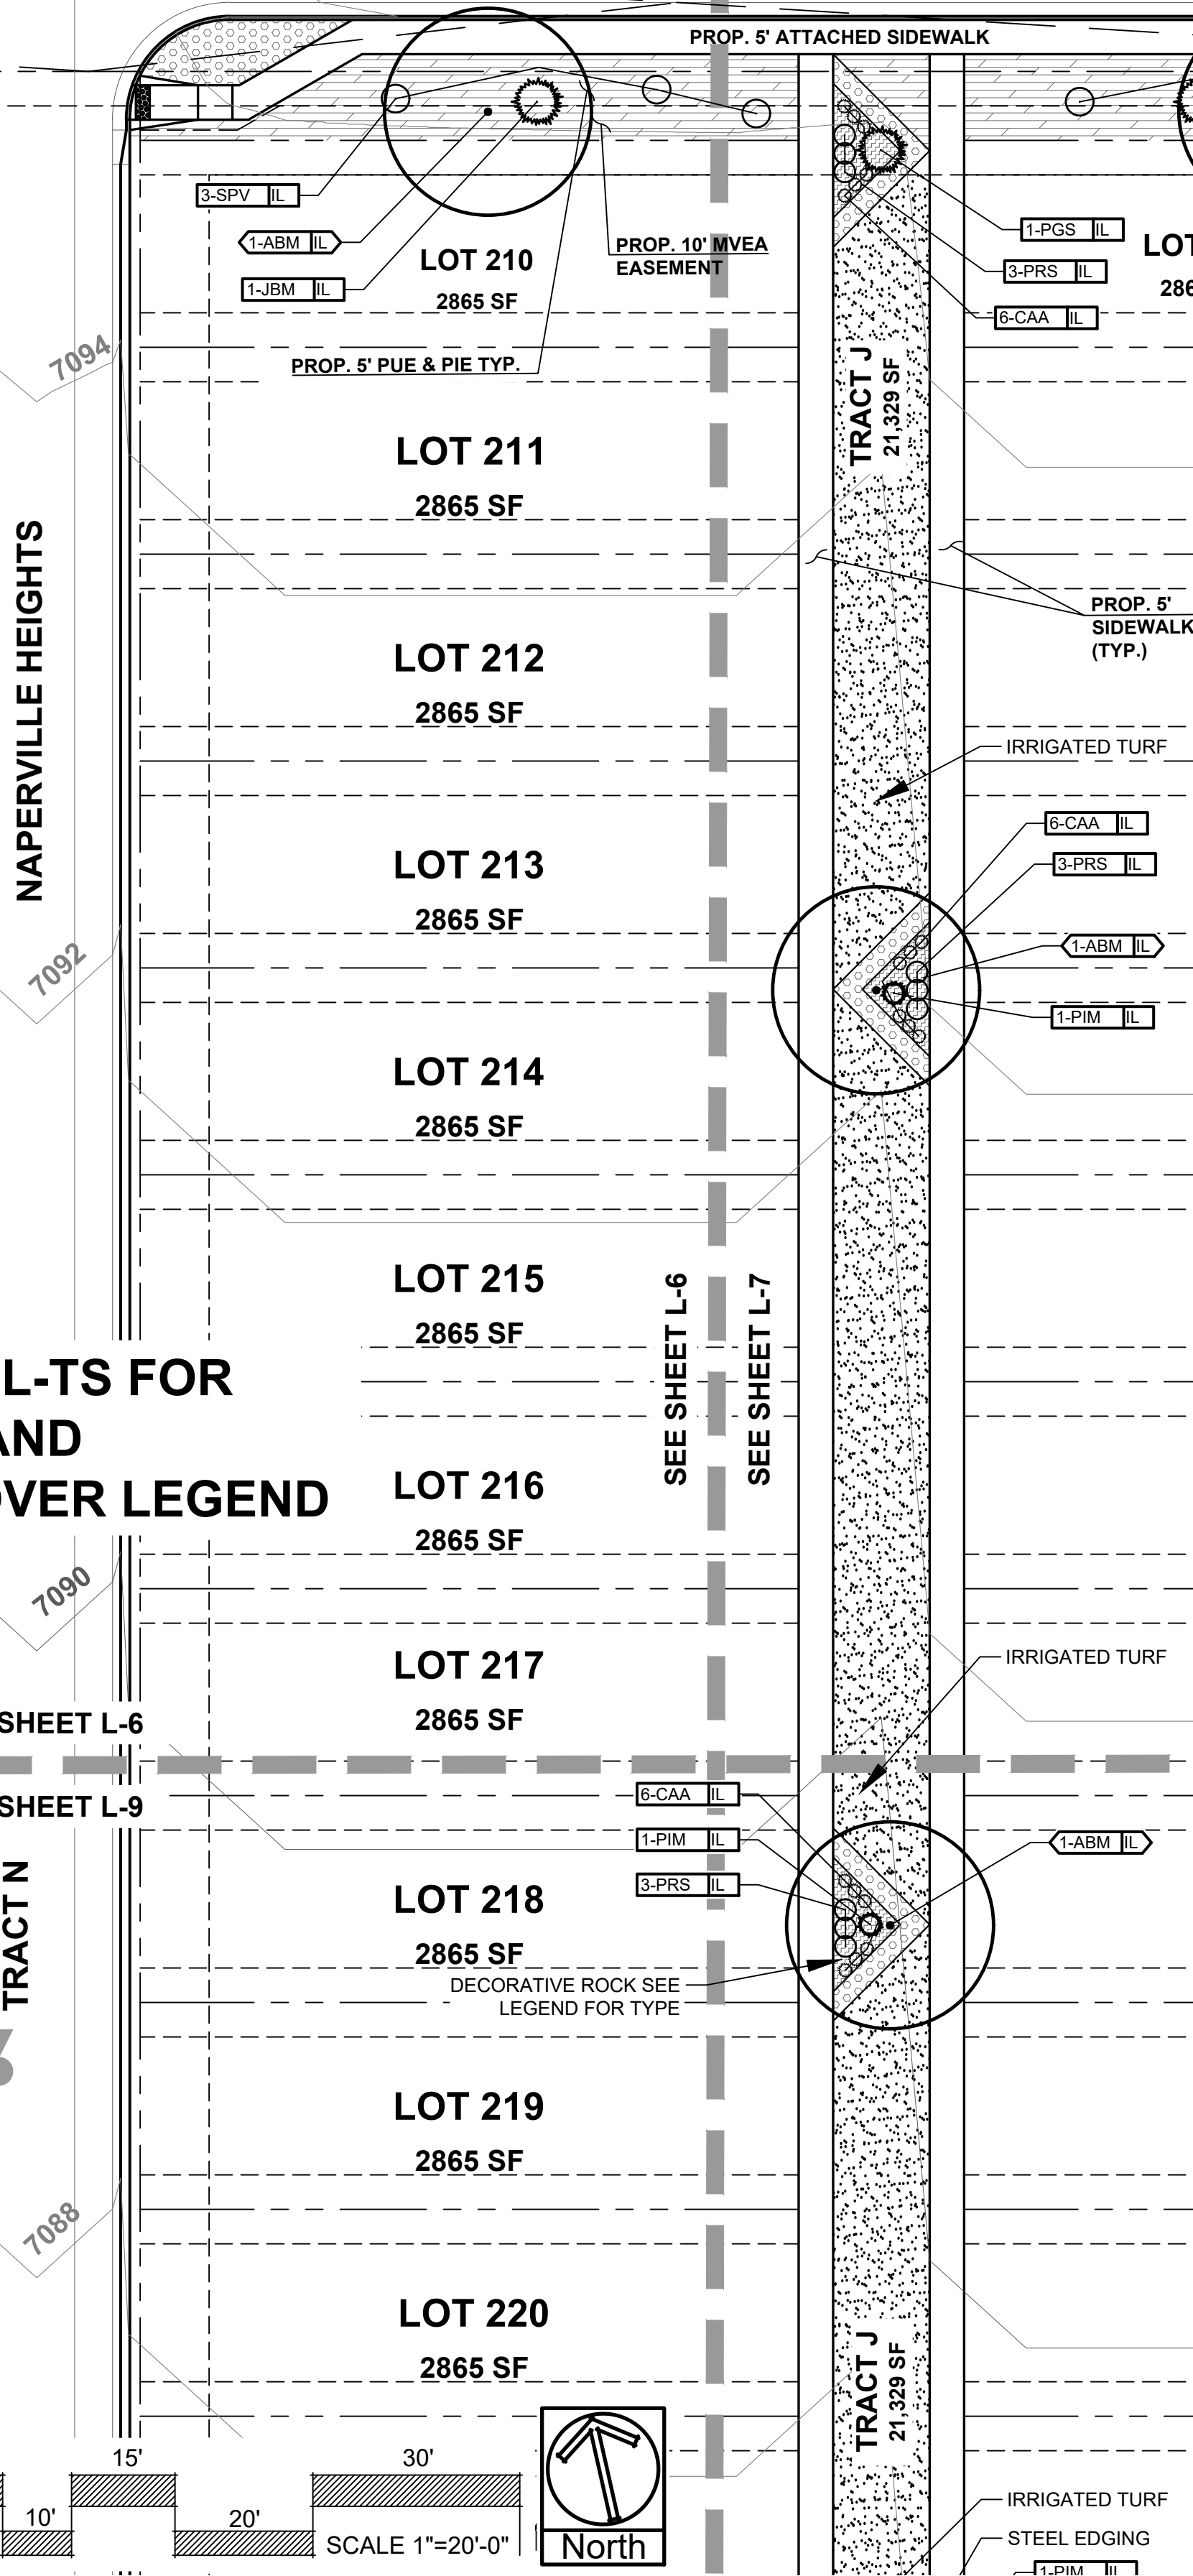 PROP. 5' ATTACHED SIDEWALK
3-SPV IL
1-ABM IL
1-JBM IL
LOT 210
2865 SF
PROP. 10' MVEA
EASEMENT
PROP. 5' PUE & PIE TYP.
1-PGS IL
3-PRS IL
6-CAA IL
LOT
286
7094
TRACT J
21,329 SF
LOT 211
2865 SF
NAPERVILLE HEIGHTS
PROP. 5'
SIDEWALK
(TYP.)
LOT 212
2865 SF
IRRIGATED TURF
6-CAA IL
3-PRS IL
1-ABM IL
1-PIM IL
LOT 213
2865 SF
7092
LOT 214
2865 SF
LOT 215
2865 SF
SEE SHEET L-6
SEE SHEET L-7
L-TS FOR
AND
OVER LEGEND
LOT 216
2865 SF
7090
LOT 217
2865 SF
IRRIGATED TURF
SHEET L-6
SHEET L-9
6-CAA IL
1-PIM IL
3-PRS IL
1-ABM IL
TRACT N
LOT 218
2865 SF
DECORATIVE ROCK SEE
LEGEND FOR TYPE
LOT 219
2865 SF
7088
LOT 220
2865 SF
TRACT J
21,329 SF
15'
30'
10'
20'
SCALE 1"=20'-0"
North
IRRIGATED TURF
STEEL EDGING
1-PIM IL